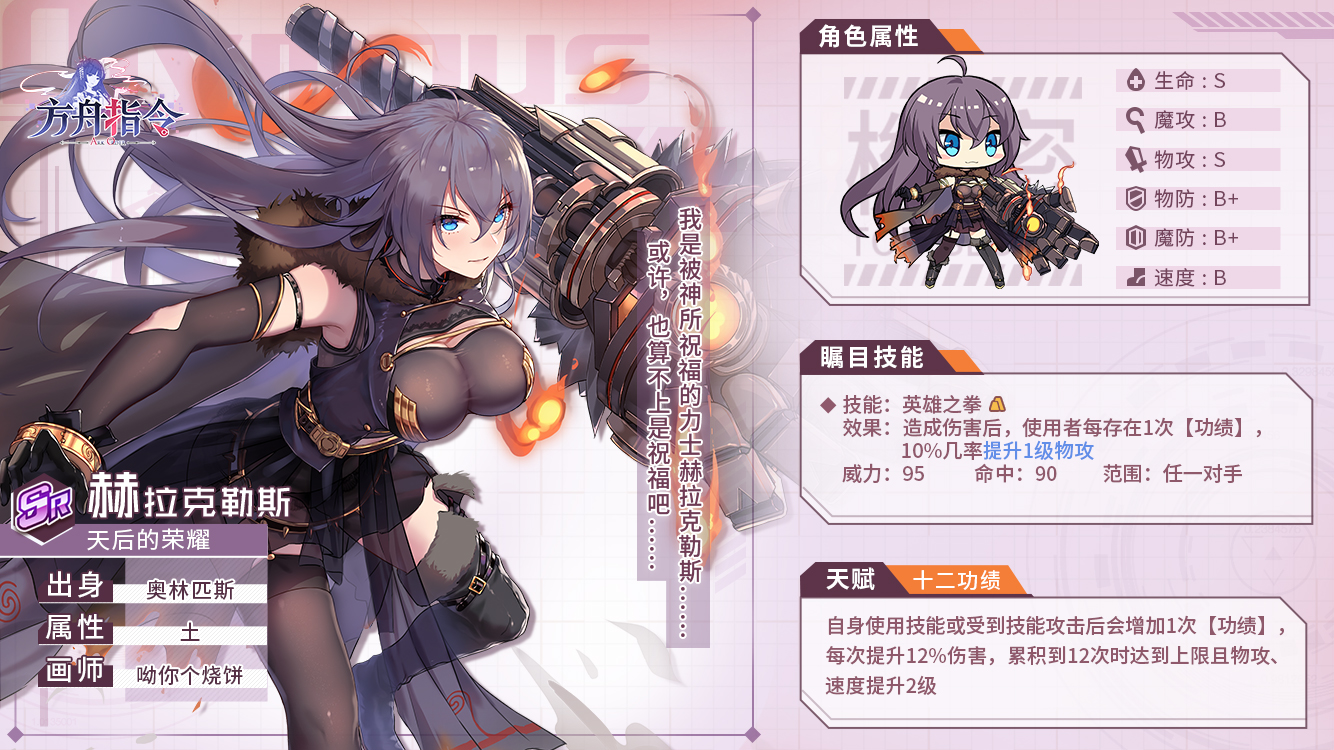 方舟指令
ARK ORDER
我是被神所祝福的力士赫拉克勒斯……
或许，也算不上是祝福吧……
SR
赫拉克勒斯
天后的荣耀
出身 奥林匹斯
属性 土
画师 呦你个烧饼
角色属性
生命：S
魔攻：B
物攻：S
物防：B+
魔防：B+
速度：B
瞩目技能
◆ 技能：英雄之拳
效果：造成伤害后，使用者每存在1次【功绩】，
10%几率提升1级物攻
威力：95 命中：90 范围：任一对手
天赋 十二功绩
自身使用技能或受到技能攻击后会增加1次【功绩】，
每次提升12%伤害，累积到12次时达到上限且物攻、
速度提升2级